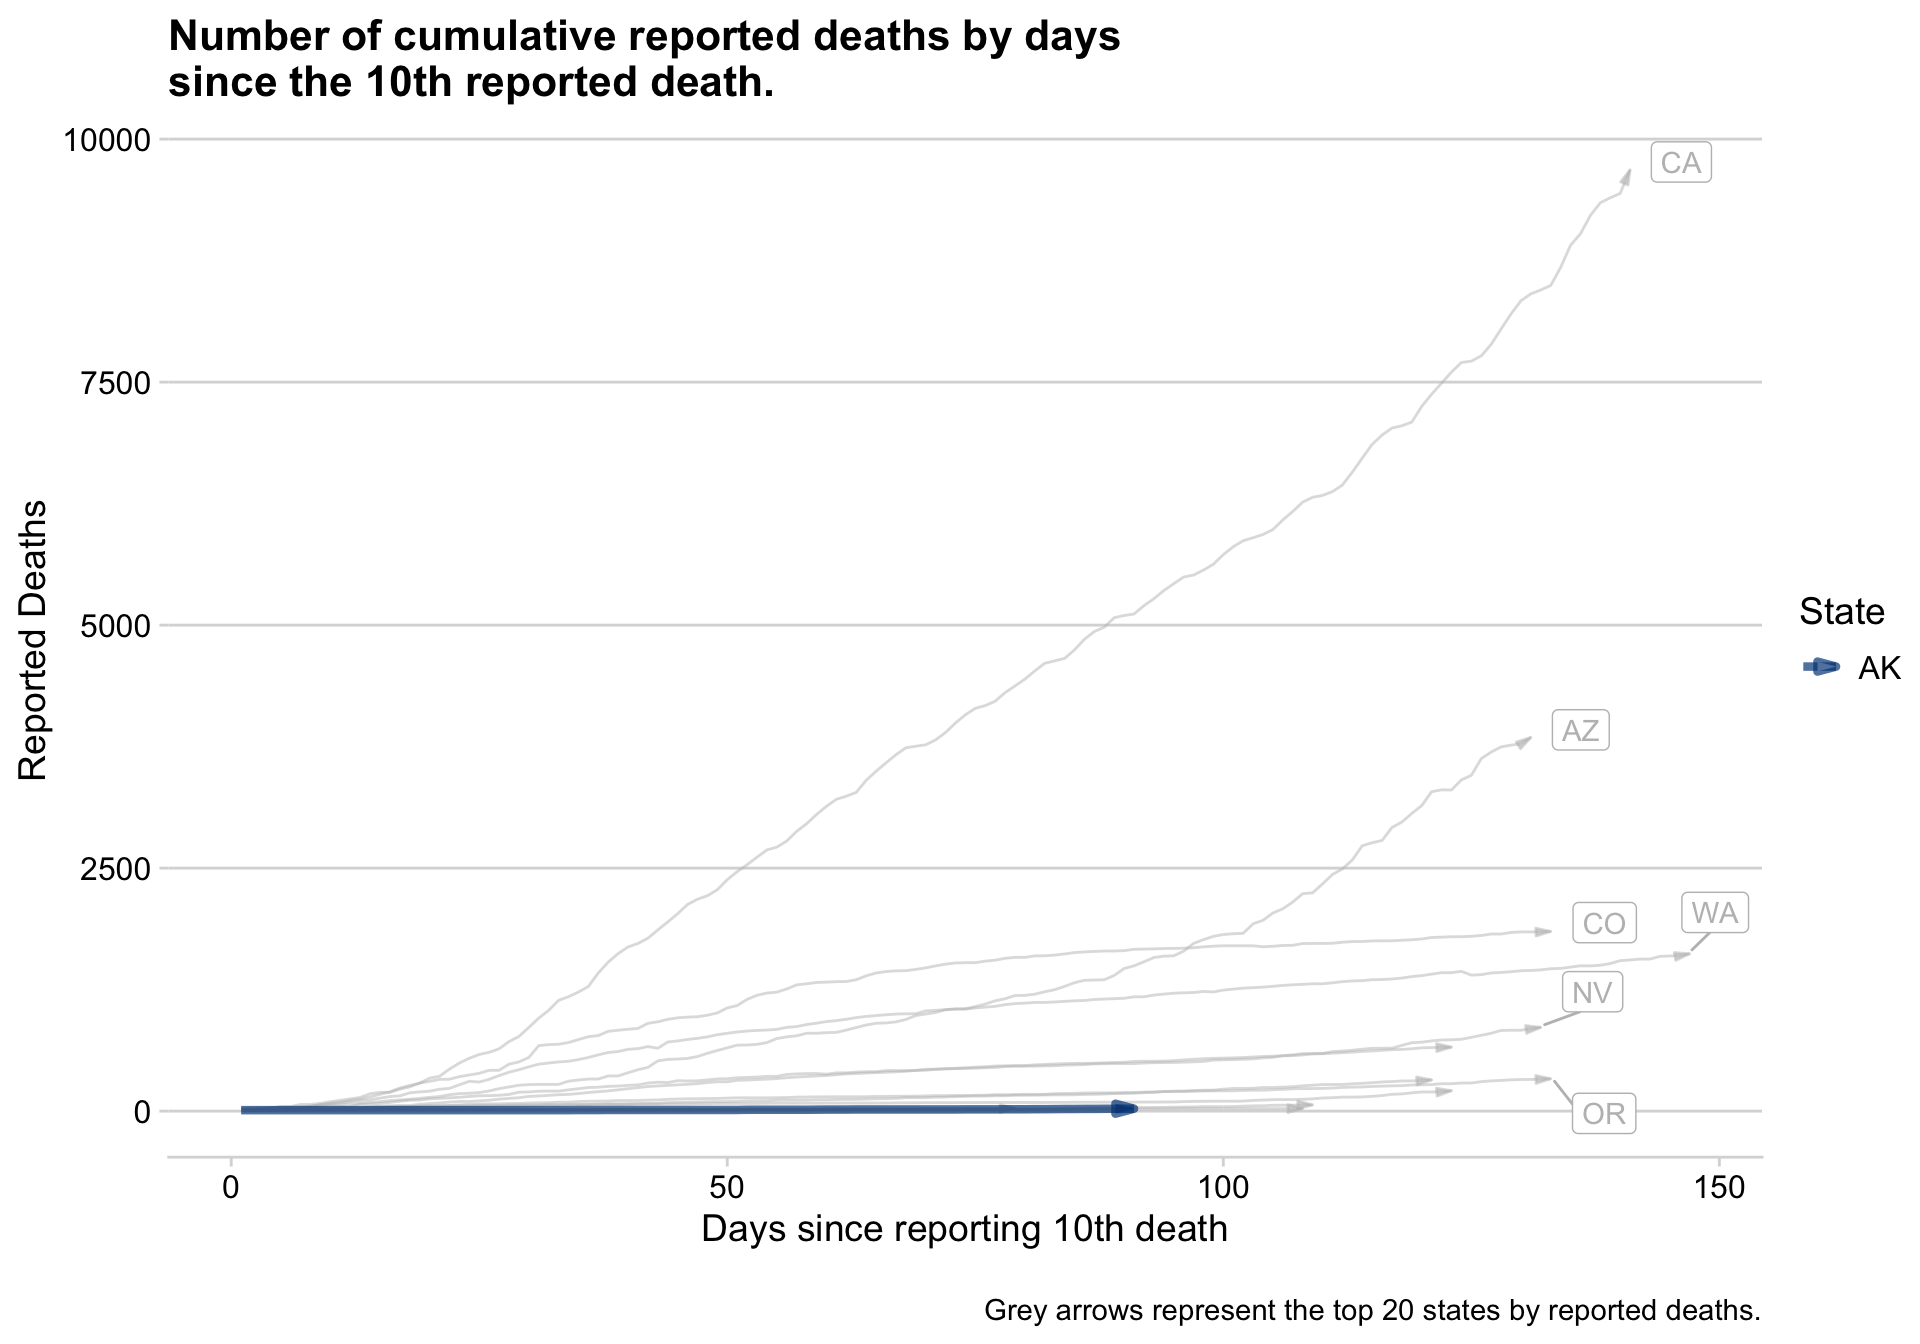 Number of cumulative reported deaths by days
since the 10th reported death.
10000
7500
5000
2500
0
Reported Deaths
CA
AZ
CO
WA
NV
OR
State
AK
0
50
100
150
Days since reporting 10th death
Grey arrows represent the top 20 states by reported deaths.